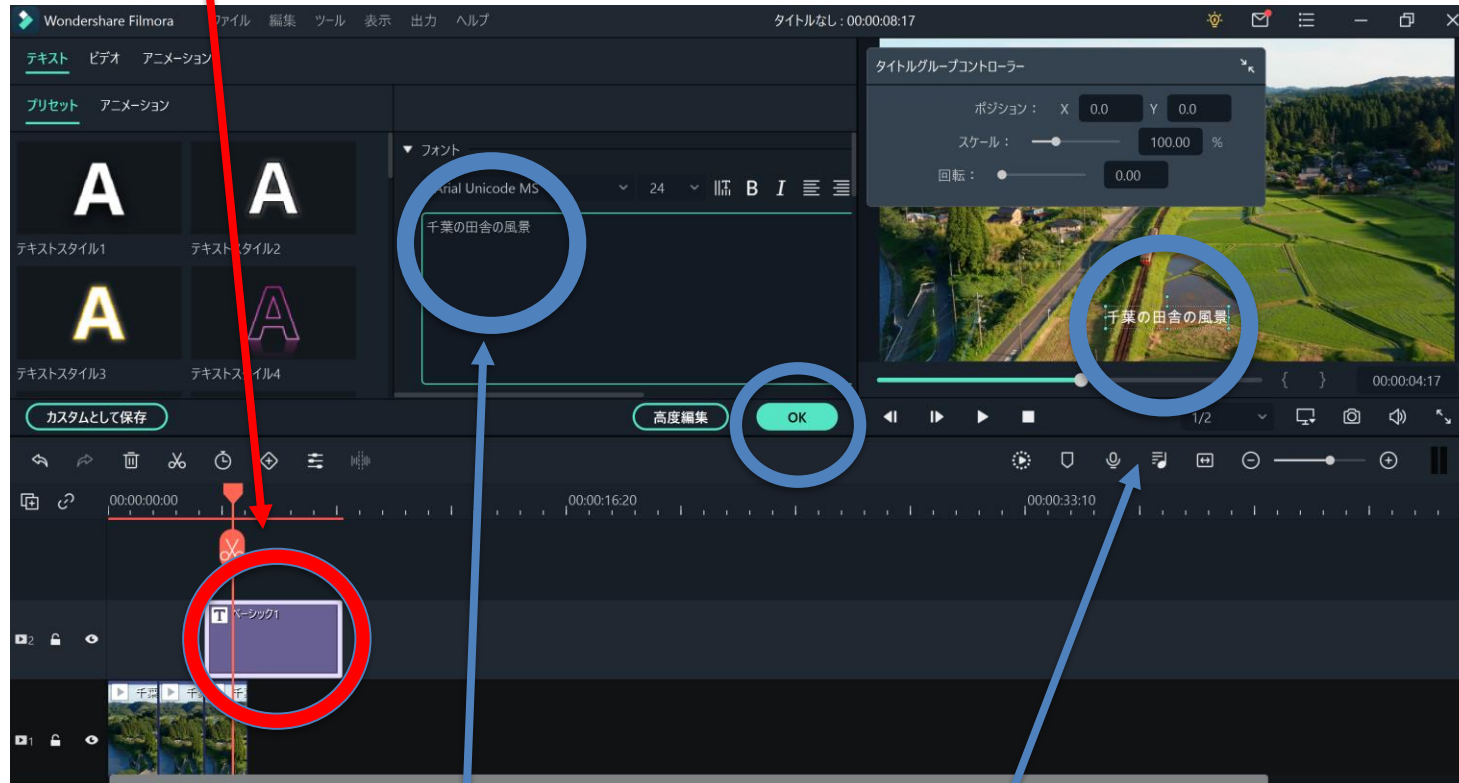 Wondershare Filmora ファイル 編集 ツール 表示 出力 ヘルプ タイトルなし : 00:00:08:17
テキスト ビデオ アニメーション
プリセット アニメーション
テキストスタイル1
テキストスタイル2
テキストスタイル3
テキストスタイル4
フォント
Arial Unicode MS 24 B I
千葉の田舎の風景
カスタムとして保存 高度編集 OK
タイトルグループコントローラー
ポジション : X 0.0 Y 0.0
スケール : 100.00 %
回転 : 0.00
千葉の田舎の風景
{ } 00:00:04:17
1/2
00:00:00:00 00:00:16:20 00:00:33:10
2
T ベーシック1
千葉 千 千
1